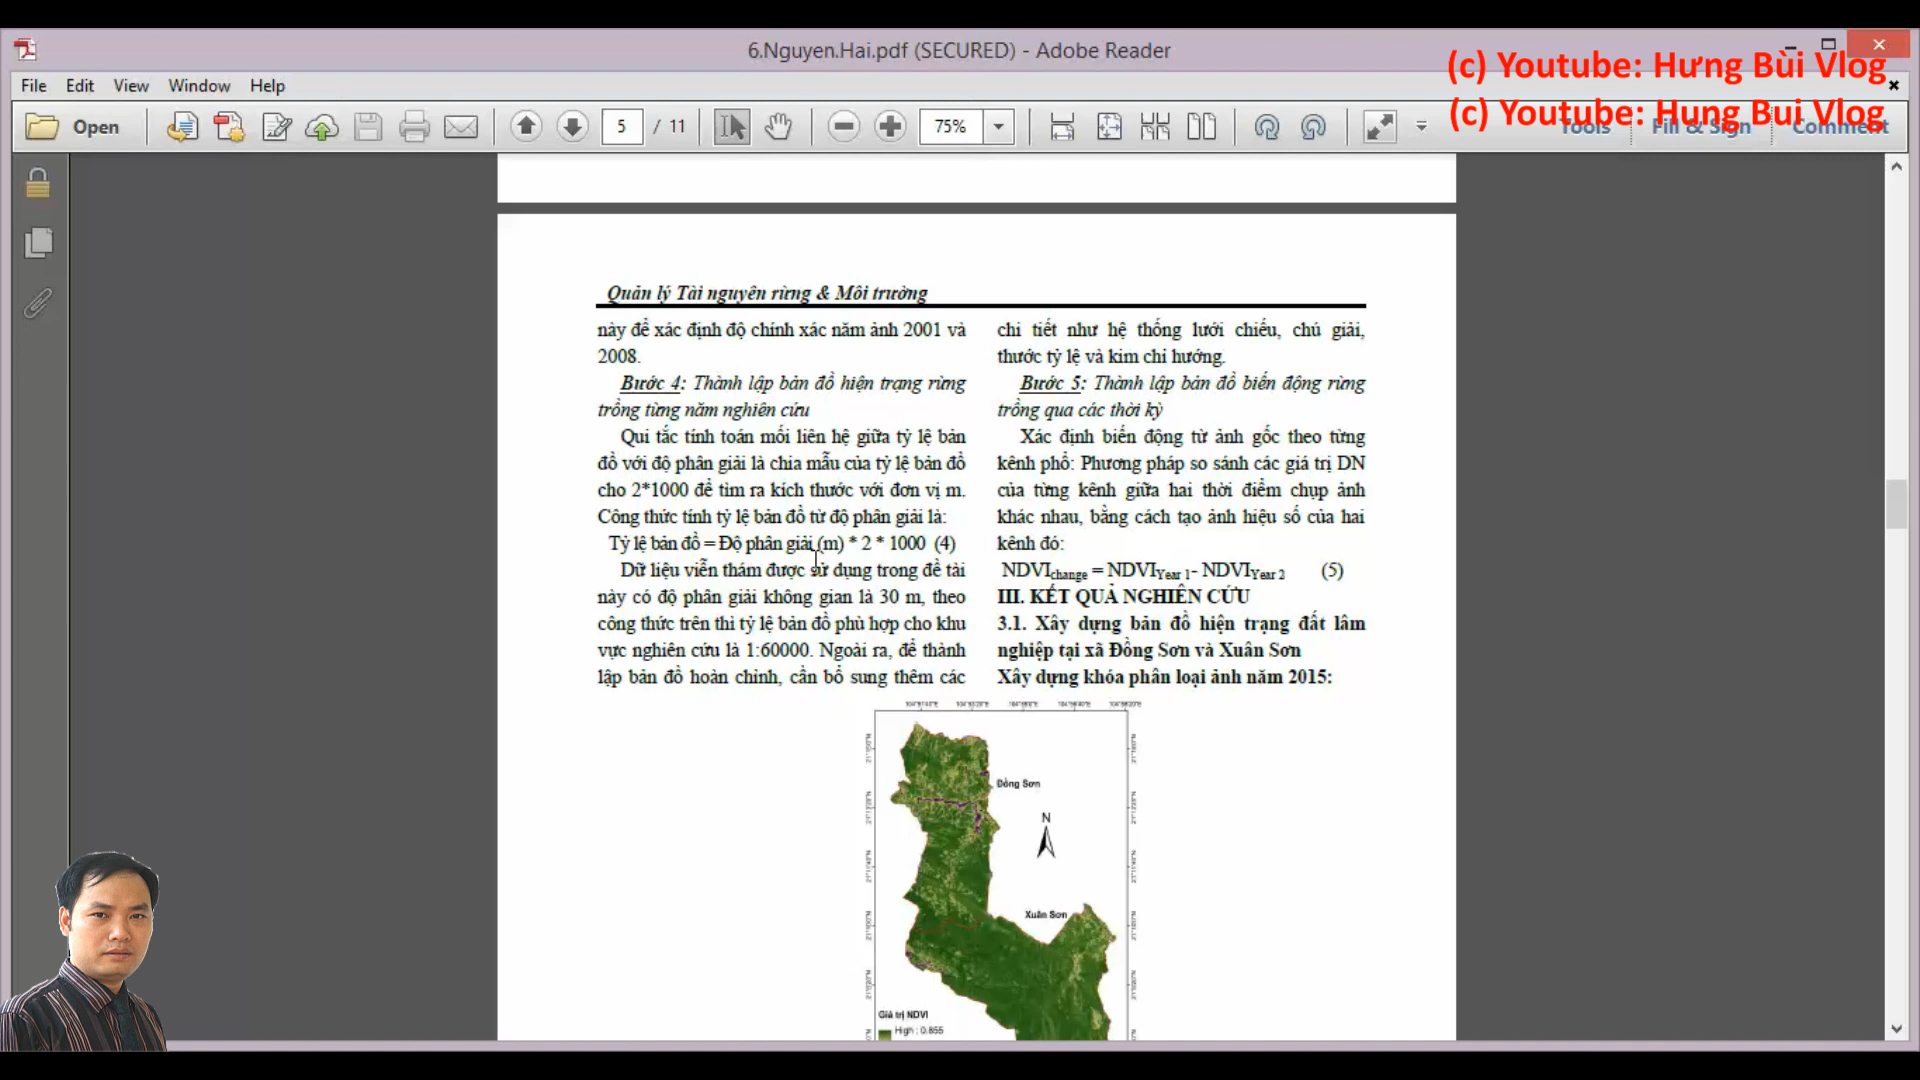 6.Nguyen.Hai.pdf (SECURED) - Adobe Reader
(c) Youtube: Hưng Bùi Vlog
(c) Youtube: Hung Bui Vlog
File Edit View Window Help
Open 5 / 11 75% Tools Fill & Sign Comment
Quản lý Tài nguyên rừng & Môi trường
này để xác định độ chính xác năm ảnh 2001 và
2008.
Bước 4: Thành lập bản đồ hiện trạng rừng
trồng từng năm nghiên cứu
Qui tắc tính toán mối liên hệ giữa tỷ lệ bản
đồ với độ phân giải là chia mẫu của tỷ lệ bản đồ
cho 2*1000 để tìm ra kích thước với đơn vị m.
Công thức tính tỷ lệ bản đồ từ độ phân giải là:
Tỷ lệ bản đồ = Độ phân giải (m) * 2 * 1000 (4)
Dữ liệu viễn thám được sử dụng trong đề tài
này có độ phân giải không gian là 30 m, theo
công thức trên thì tỷ lệ bản đồ phù hợp cho khu
vực nghiên cứu là 1:60000. Ngoài ra, để thành
lập bản đồ hoàn chỉnh, cần bổ sung thêm các
chi tiết như hệ thống lưới chiếu, chú giải,
thước tỷ lệ và kim chỉ hướng.
Bước 5: Thành lập bản đồ biến động rừng
trồng qua các thời kỳ
Xác định biến động từ ảnh gốc theo từng
kênh phổ: Phương pháp so sánh các giá trị DN
của từng kênh giữa hai thời điểm chụp ảnh
khác nhau, bằng cách tạo ảnh hiệu số của hai
kênh đó:
NDVIchange = NDVIYear 1- NDVIYear 2 (5)
III. KẾT QUẢ NGHIÊN CỨU
3.1. Xây dựng bản đồ hiện trạng đất lâm
nghiệp tại xã Đồng Sơn và Xuân Sơn
Xây dựng khóa phân loại ảnh năm 2015:
Đồng Sơn
N
Xuân Sơn
Giá trị NDVI
High : 0.855